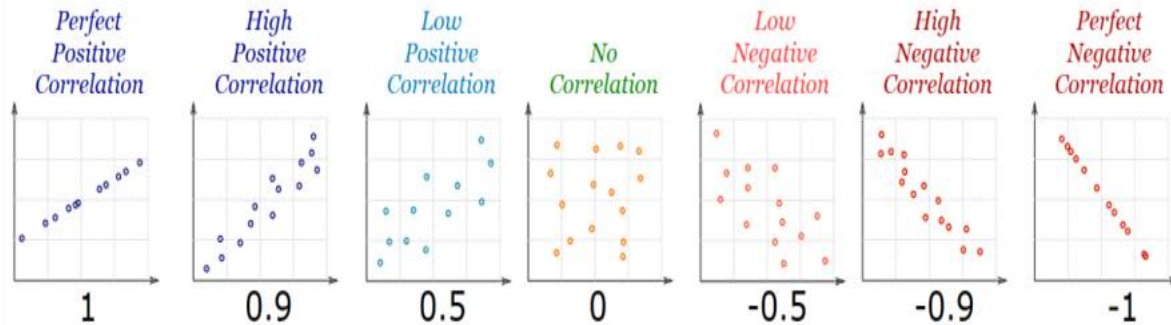 Perfect
Positive
Correlation
High
Positive
Correlation
Low
Positive
Correlation
No
Correlation
Low
Negative
Correlation
High
Negative
Correlation
Perfect
Negative
Correlation
1
0.9
0.5
0
-0.5
-0.9
-1